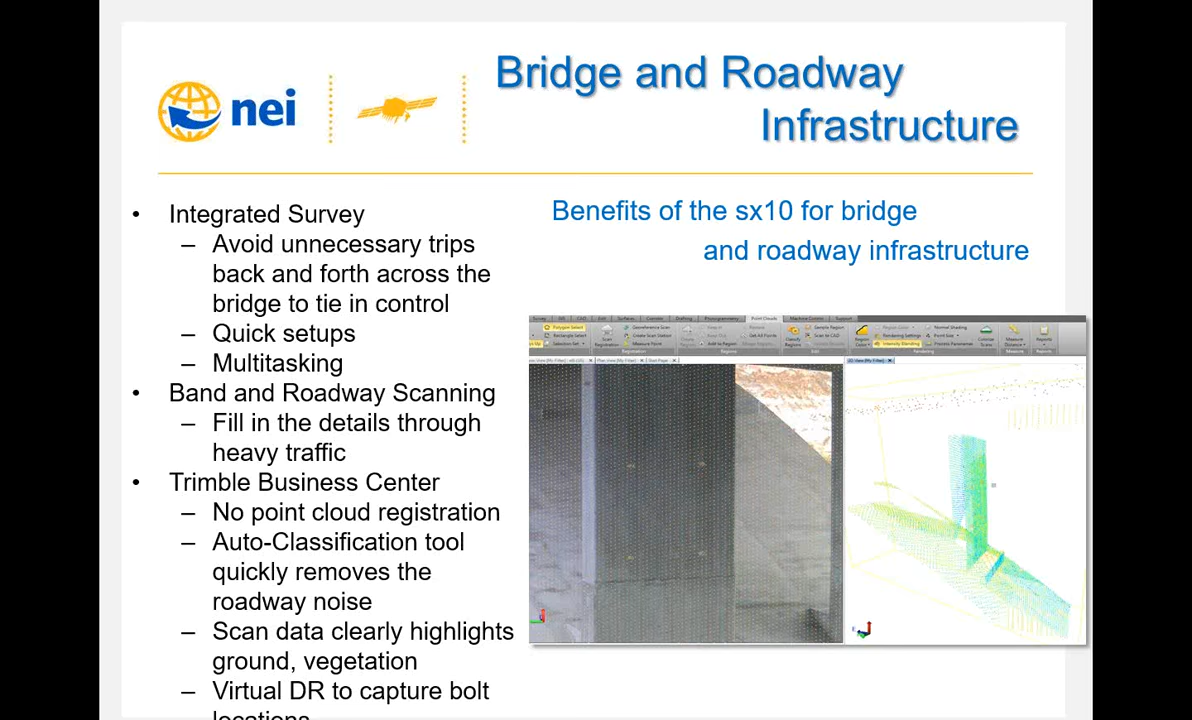 Bridge and Roadway
Infrastructure
nei
Benefits of the sx10 for bridge
and roadway infrastructure
• Integrated Survey
– Avoid unnecessary trips
back and forth across the
bridge to tie in control
– Quick setups
– Multitasking
• Band and Roadway Scanning
– Fill in the details through
heavy traffic
• Trimble Business Center
– No point cloud registration
– Auto-Classification tool
quickly removes the
roadway noise
– Scan data clearly highlights
ground, vegetation
– Virtual DR to capture bolt
locations